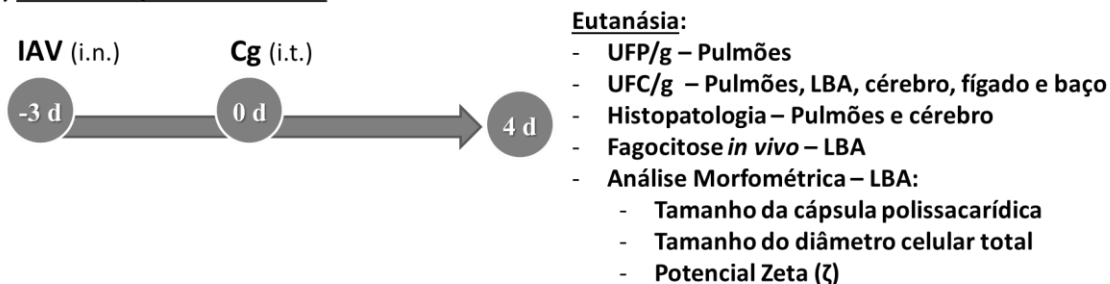 IAV (i.n.)
Cg (i.t.)
-3 d
0 d
4 d
Eutanásia:
- UFP/g – Pulmões
- UFC/g – Pulmões, LBA, cérebro, fígado e baço
- Histopatologia – Pulmões e cérebro
- Fagocitose in vivo – LBA
- Análise Morfométrica – LBA:
- Tamanho da cápsula polissacarídica
- Tamanho do diâmetro celular total
- Potencial Zeta (ζ)